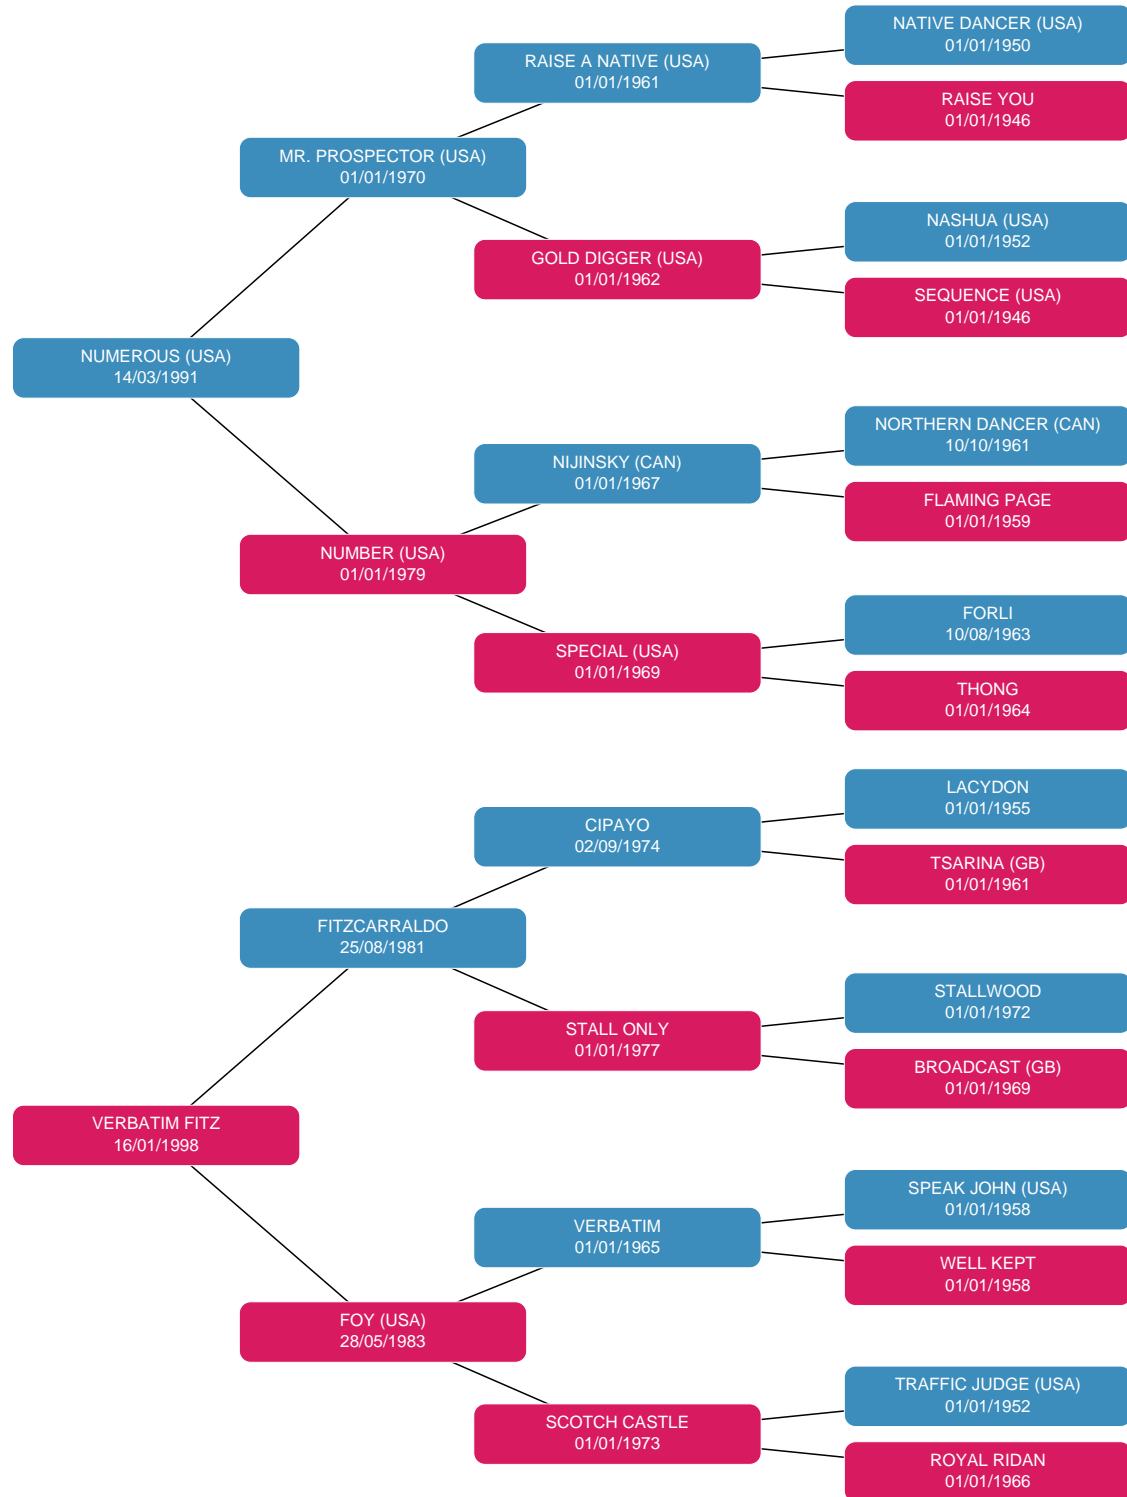 NATIVE DANCER (USA)
01/01/1950
RAISE A NATIVE (USA)
01/01/1961
RAISE YOU
01/01/1946
MR. PROSPECTOR (USA)
01/01/1970
NASHUA (USA)
01/01/1952
GOLD DIGGER (USA)
01/01/1962
SEQUENCE (USA)
01/01/1946
NUMEROUS (USA)
14/03/1991
NORTHERN DANCER (CAN)
10/10/1961
NIJINSKY (CAN)
01/01/1967
FLAMING PAGE
01/01/1959
NUMBER (USA)
01/01/1979
FORLI
10/08/1963
SPECIAL (USA)
01/01/1969
THONG
01/01/1964
LACYDON
01/01/1955
CIPAYO
02/09/1974
TSARINA (GB)
01/01/1961
FITZCARRALDO
25/08/1981
STALLWOOD
01/01/1972
STALL ONLY
01/01/1977
BROADCAST (GB)
01/01/1969
VERBATIM FITZ
16/01/1998
SPEAK JOHN (USA)
01/01/1958
VERBATIM
01/01/1965
WELL KEPT
01/01/1958
FOY (USA)
28/05/1983
TRAFFIC JUDGE (USA)
01/01/1952
SCOTCH CASTLE
01/01/1973
ROYAL RIDAN
01/01/1966